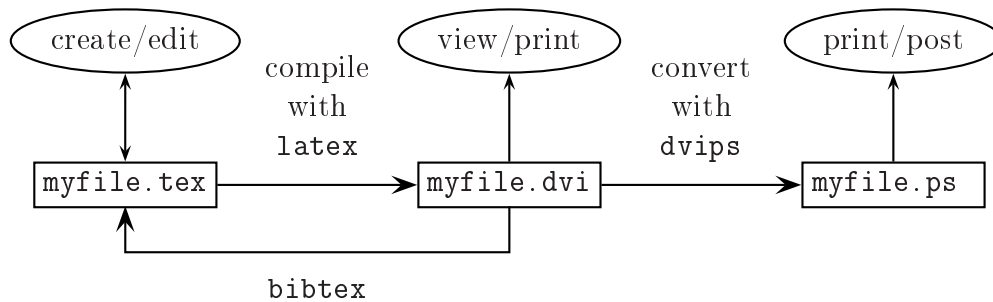 create/edit
view/print
print/post
compile
with
latex
convert
with
dvips
myfile.tex
myfile.dvi
myfile.ps
bibtex